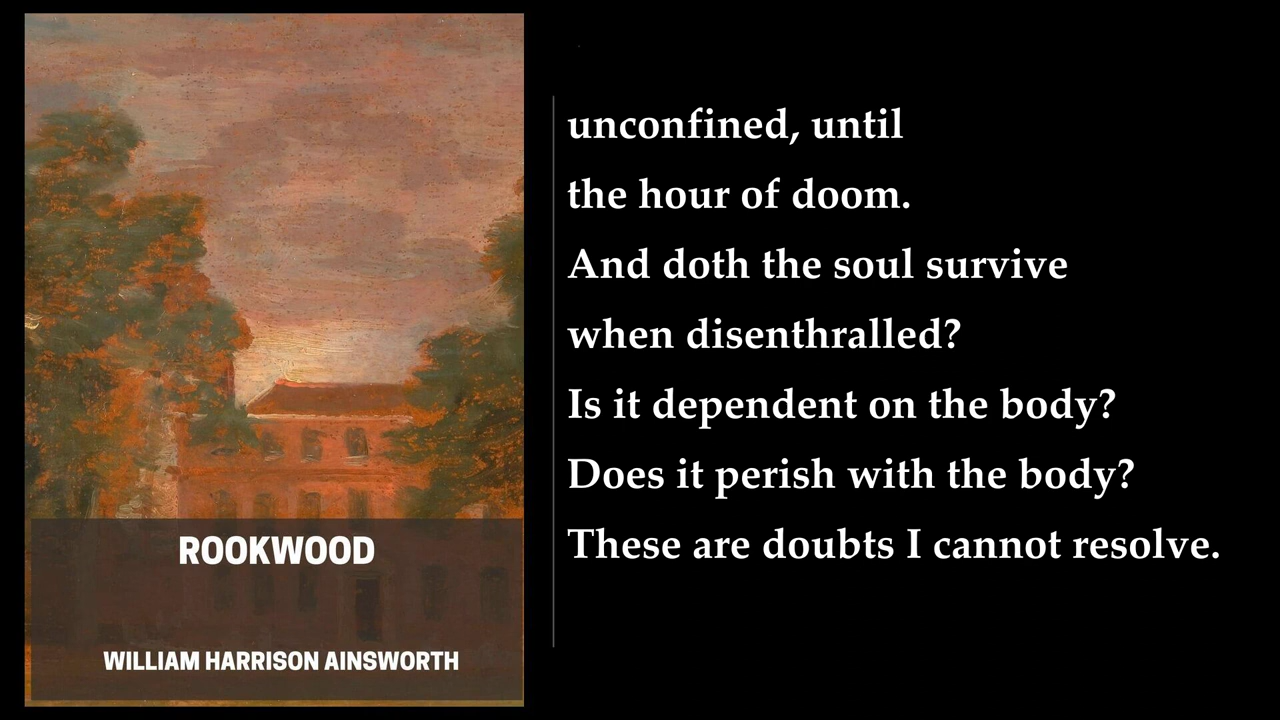 ROOKWOOD
WILLIAM HARRISON AINSWORTH
unconfined, until
the hour of doom.
And doth the soul survive
when disenthralled?
Is it dependent on the body?
Does it perish with the body?
These are doubts I cannot resolve.